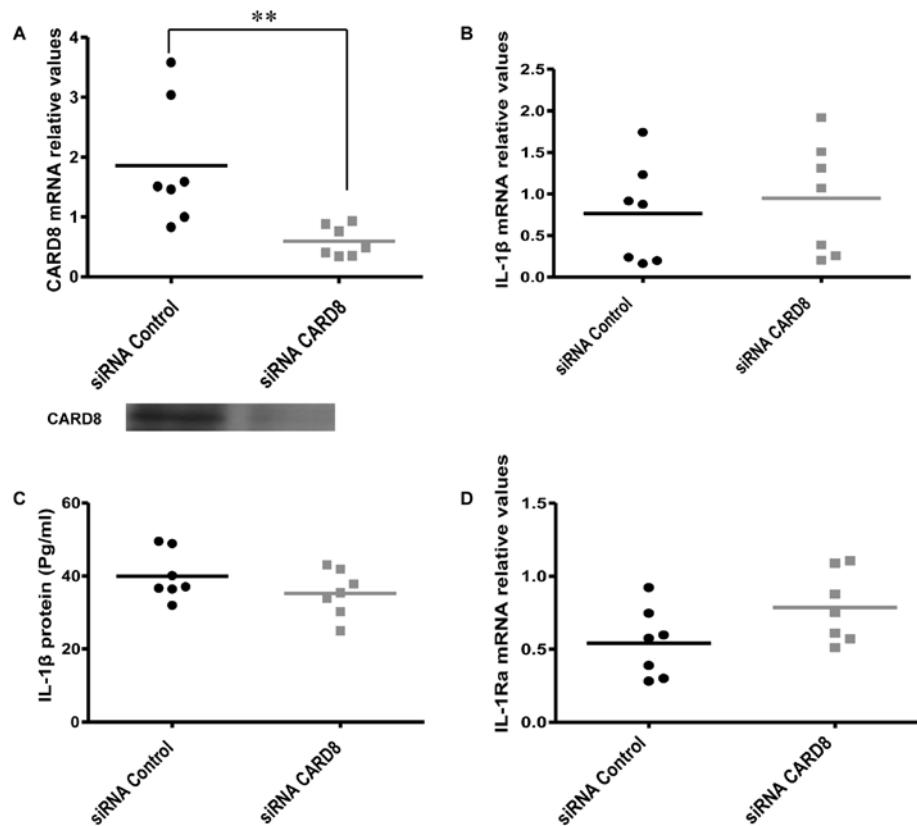 A
**
CARD8 mRNA relative values
4
3
2
1
0
siRNA Control
siRNA CARD8
CARD8
B
IL-1β mRNA relative values
2.5
2.0
1.5
1.0
0.5
0.0
siRNA Control
siRNA CARD8
C
IL-1β protein (Pg/ml)
60
40
20
0
siRNA Control
siRNA CARD8
D
IL-1Ra mRNA relative values
1.5
1.0
0.5
0.0
siRNA Control
siRNA CARD8